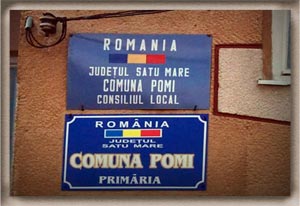 ROMANIA
JUDEȚUL SATU MARE
COMUNA POMI
CONSILIUL LOCAL
ROMÂNIA
JUDEȚUL
SATU MARE
COMUNA POMI
PRIMĂRIA